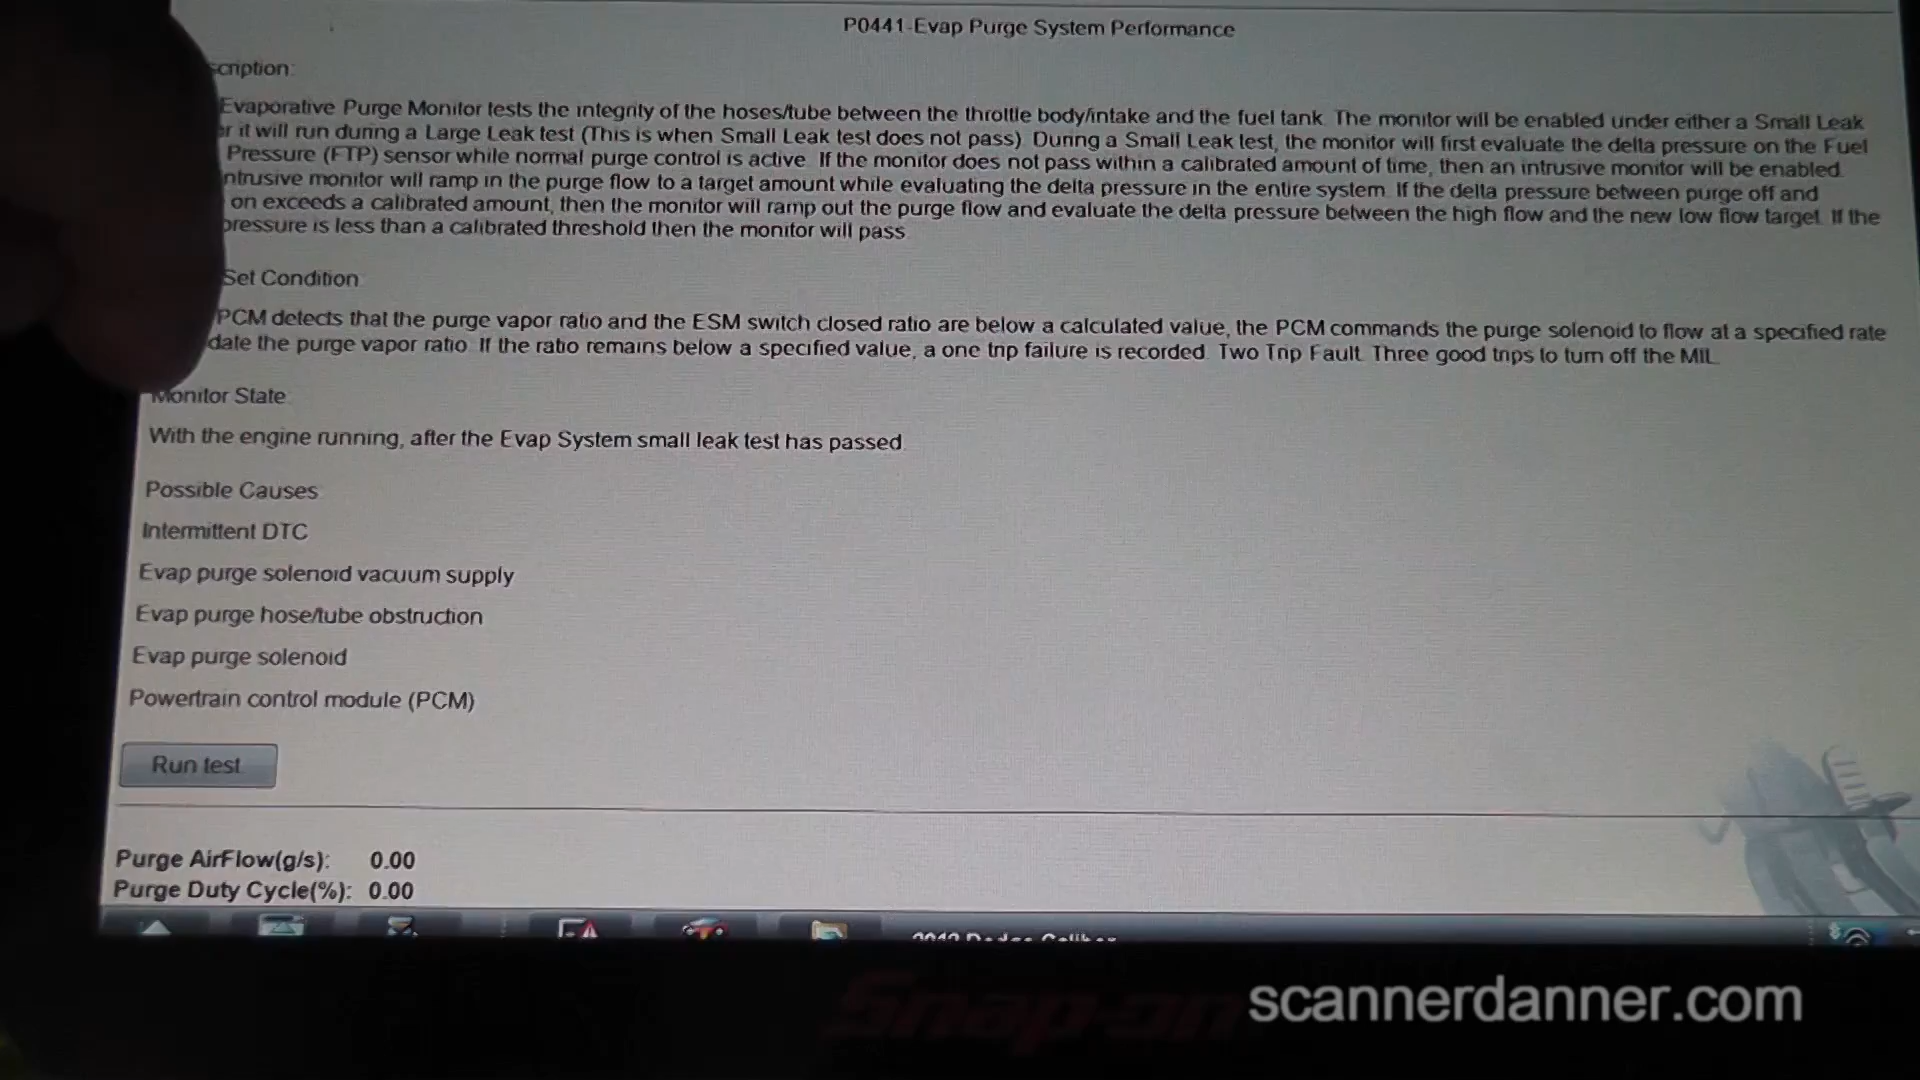 P0441-Evap Purge System Performance
scription:
Evaporative Purge Monitor tests the integrity of the hoses/tube between the throttle body/intake and the fuel tank. The monitor will be enabled under either a Small Leak
or it will run during a Large Leak test (This is when Small Leak test does not pass). During a Small Leak test, the monitor will first evaluate the delta pressure on the Fuel
Pressure (FTP) sensor while normal purge control is active. If the monitor does not pass within a calibrated amount of time, then an intrusive monitor will be enabled.
ntrusive monitor will ramp in the purge flow to a target amount while evaluating the delta pressure in the entire system. If the delta pressure between purge off and
on exceeds a calibrated amount, then the monitor will ramp out the purge flow and evaluate the delta pressure between the high flow and the new low flow target. If the
pressure is less than a calibrated threshold then the monitor will pass.
Set Condition:
PCM detects that the purge vapor ratio and the ESM switch closed ratio are below a calculated value, the PCM commands the purge solenoid to flow at a specified rate
date the purge vapor ratio. If the ratio remains below a specified value, a one trip failure is recorded. Two Trip Fault. Three good trips to turn off the MIL.
Monitor State
With the engine running, after the Evap System small leak test has passed.
Possible Causes
Intermittent DTC
Evap purge solenoid vacuum supply
Evap purge hose/tube obstruction
Evap purge solenoid
Powertrain control module (PCM)
Run test
Purge AirFlow(g/s): 0.00
Purge Duty Cycle(%): 0.00
Dodge Caliber
Snap-on
scannerdanner.com